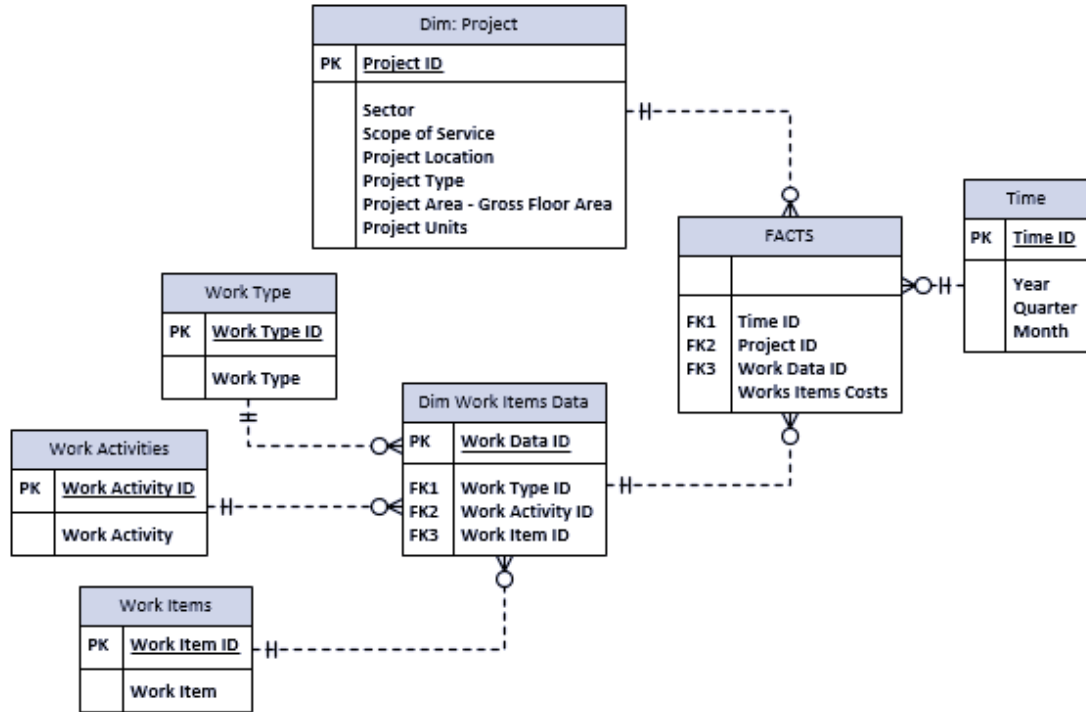 Dim: Project
PK Project ID
Sector
Scope of Service
Project Location
Project Type
Project Area - Gross Floor Area
Project Units
Time
PK Time ID
Year
Quarter
Month
FACTS
FK1 Time ID
FK2 Project ID
FK3 Work Data ID
Works Items Costs
Work Type
PK Work Type ID
Work Type
Dim Work Items Data
PK Work Data ID
FK1 Work Type ID
FK2 Work Activity ID
FK3 Work Item ID
Work Activities
PK Work Activity ID
Work Activity
Work Items
PK Work Item ID
Work Item